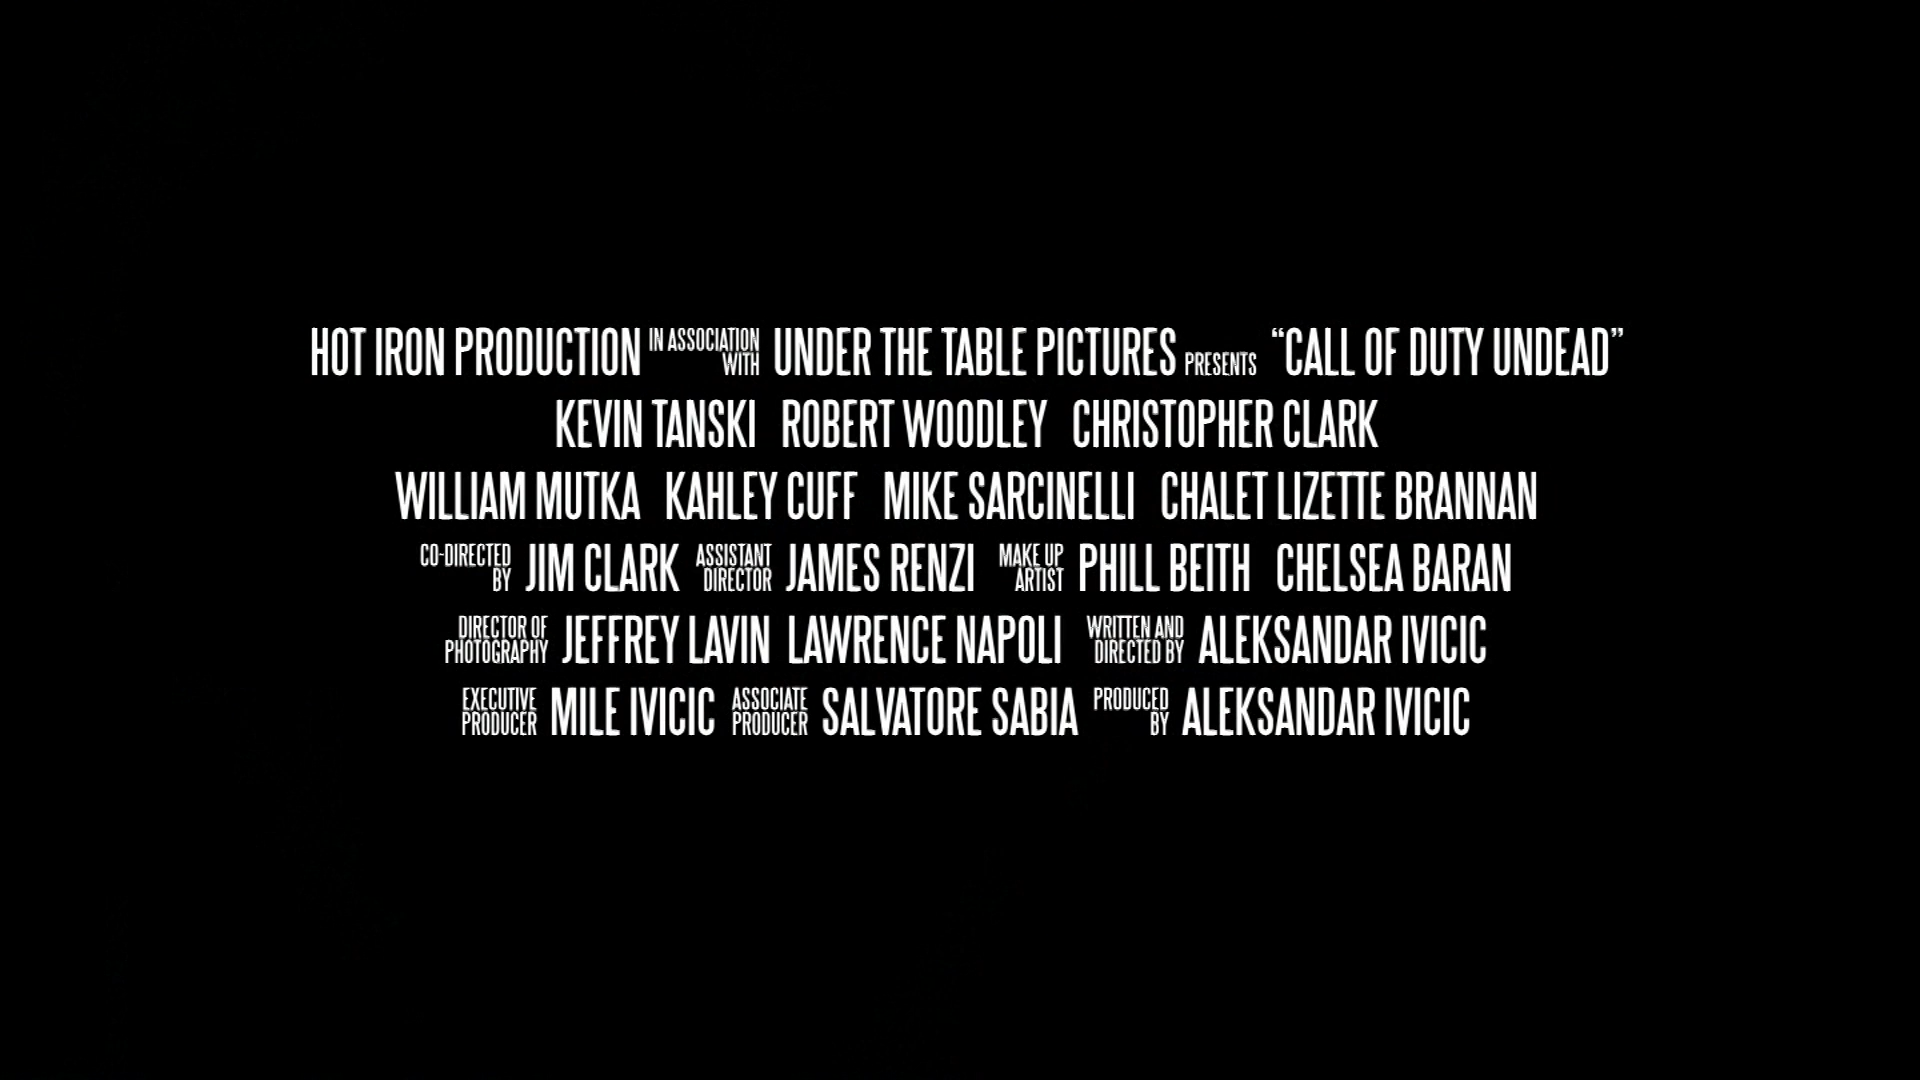 HOT IRON PRODUCTION IN ASSOCIATION WITH UNDER THE TABLE PICTURES PRESENTS “CALL OF DUTY UNDEAD”
KEVIN TANSKI ROBERT WOODLEY CHRISTOPHER CLARK
WILLIAM MUTKA KAHLEY CUFF MIKE SARCINELLI CHALET LIZETTE BRANNAN
CO-DIRECTED BY JIM CLARK ASSISTANT DIRECTOR JAMES RENZI MAKE UP ARTIST PHILL BEITH CHELSEA BARAN
DIRECTOR OF PHOTOGRAPHY JEFFREY LAVIN LAWRENCE NAPOLI WRITTEN AND DIRECTED BY ALEKSANDAR IVICIC
EXECUTIVE PRODUCER MILE IVICIC ASSOCIATE PRODUCER SALVATORE SABIA PRODUCED BY ALEKSANDAR IVICIC